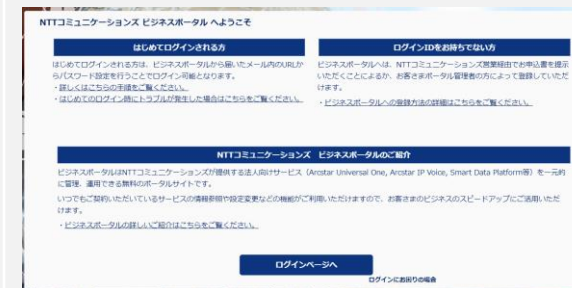 NTTコミュニケーションズ ビジネスポータル へようこそ
はじめてログインされる方
はじめてログインされる方は、ビジネスポータルから届いたメール内のURLか
らパスワード設定を行うことでログイン可能となります。
・詳しくはこちらの手順をご覧ください。
・はじめてのログイン時にトラブルが発生した場合はこちらをご覧ください。
ログインIDをお持ちでない方
ビジネスポータルへは、NTTコミュニケーションズ営業経由でお申込書を提示
いただくことによるか、お客さまポータル管理者の方によって登録していただ
けます。
・ビジネスポータルへの登録方法の詳細はこちらをご覧ください。
NTTコミュニケーションズ ビジネスポータルのご紹介
ビジネスポータルはNTTコミュニケーションズが提供する法人向けサービス（Arcstar Universal One, Arcstar IP Voice, Smart Data Platform等）を一元的
に管理、運用できる無料のポータルサイトです。
いつでもご契約いただいているサービスの情報参照や設定変更などの機能がご利用いただけますので、お客さまのビジネスのスピードアップにご活用いただ
けます。
・ビジネスポータルの詳しいご紹介はこちらをご覧ください。
ログインページへ
ログインにお困りの場合